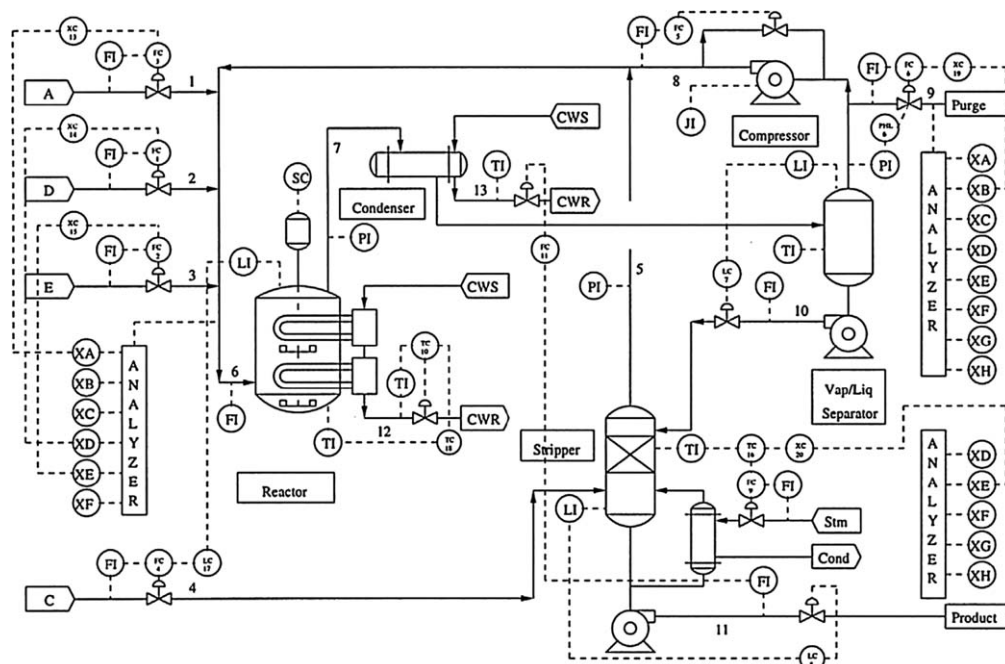 XC
13
FI
FC
3
A
1
XC
14
FI
FC
1
D
2
XC
15
FI
FC
2
E
3
LI
XA
XB
XC
XD
XE
XF
ANALYZER
6
FI
SC
7
Condenser
CWS
TI
13
CWR
PI
FC
11
CWS
TC
10
TI
12
CWR
TI
TC
18
Reactor
FI
FC
5
8
JI
Compressor
FI
FC
6
XC
19
9
Purge
PHL
6
PI
LI
TI
LC
7
FI
10
Vap/Liq
Separator
ANALYZER
XA
XB
XC
XD
XE
XF
XG
XH
PI
5
Stripper
TI
TC
16
XC
20
FC
9
FI
Stm
LI
Cond
FI
FC
4
LC
17
C
4
FI
11
Product
LC
ANALYZER
XD
XE
XF
XG
XH